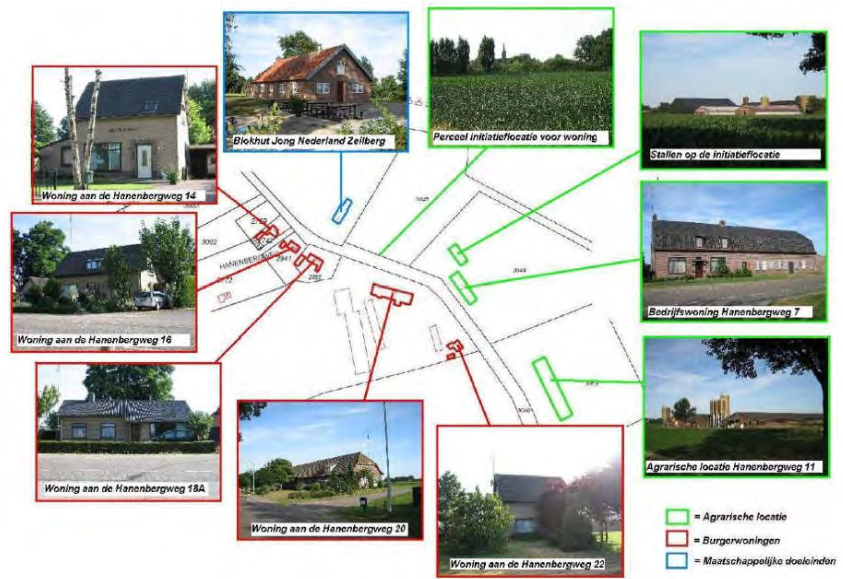 Woning aan de Hanenbergweg 14
Blokhut Jong Nederland Zeilberg
Perceel initiatieflocatie voor woning
Stallen op de initiatieflocatie
Woning aan de Hanenbergweg 16
Bedrijfswoning Hanenbergweg 7
Woning aan de Hanenbergweg 18A
Woning aan de Hanenbergweg 20
Woning aan de Hanenbergweg 22
Agrarische locatie Hanenbergweg 11
3002
2941
= Agrarische locatie
= Burgerwoningen
= Maatschappelijke doeleinden